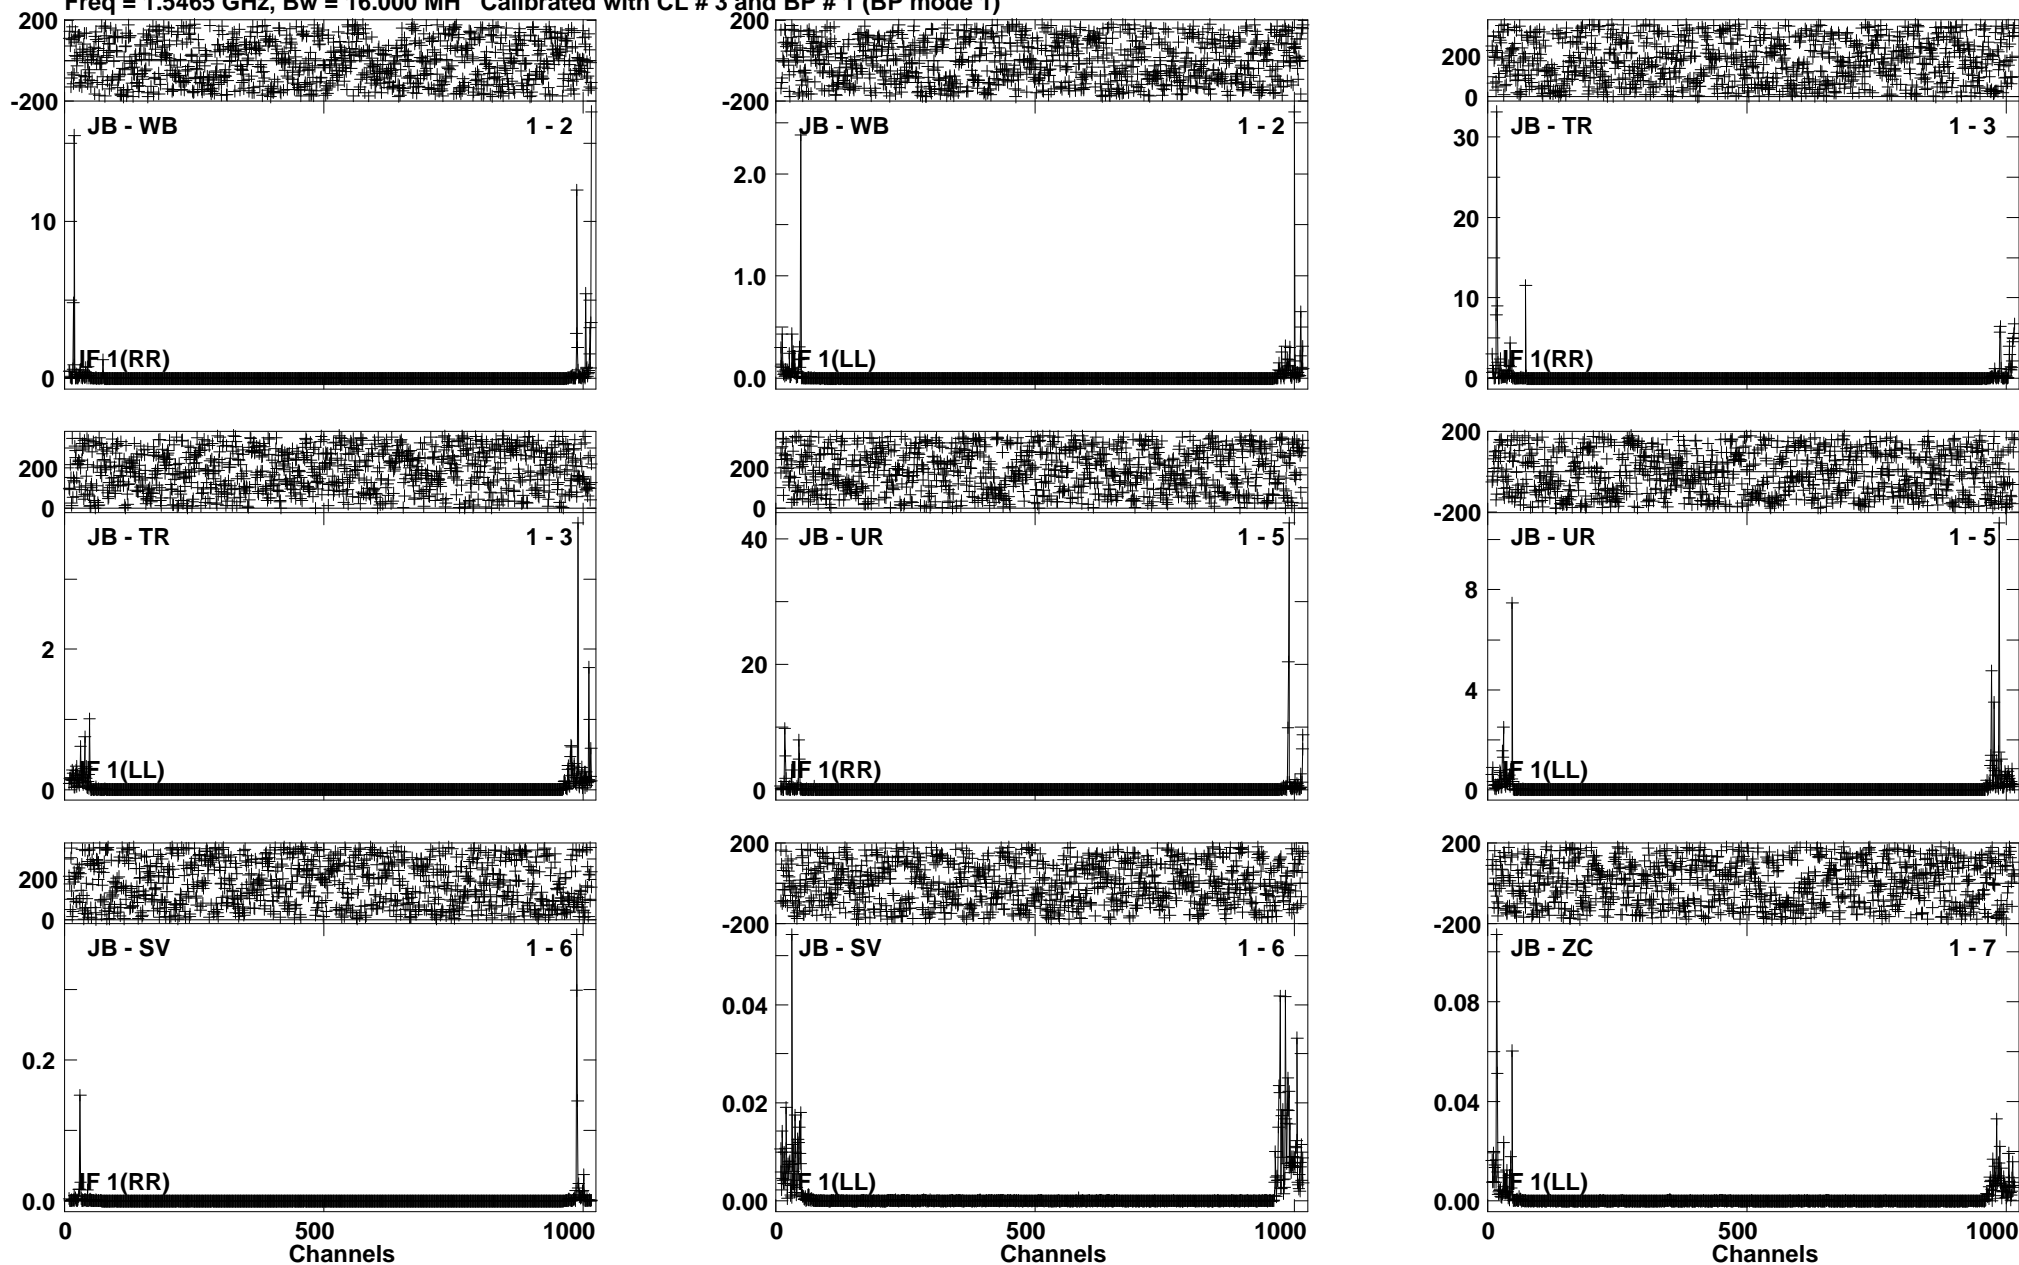 Freq = 1.5465 GHz, Bw = 16.000 MH Calibrated with CL # 3 and BP # 1 (BP mode 1)
200
-200
JB - WB 1 - 2
10
0
IF 1(RR)
200
-200
JB - WB 1 - 2
2.0
1.0
0.0
IF 1(LL)
200
0
JB - TR 1 - 3
30
20
10
0
IF 1(RR)
200
0
JB - TR 1 - 3
2
0
IF 1(LL)
200
0
JB - UR 1 - 5
40
20
0
IF 1(RR)
200
-200
JB - UR 1 - 5
8
4
0
IF 1(LL)
200
0
JB - SV 1 - 6
0.2
0.0
IF 1(RR)
0 500 1000
Channels
200
-200
JB - SV 1 - 6
0.04
0.02
0.00
IF 1(LL)
0 500 1000
Channels
200
-200
JB - ZC 1 - 7
0.08
0.04
0.00
IF 1(LL)
0 500 1000
Channels